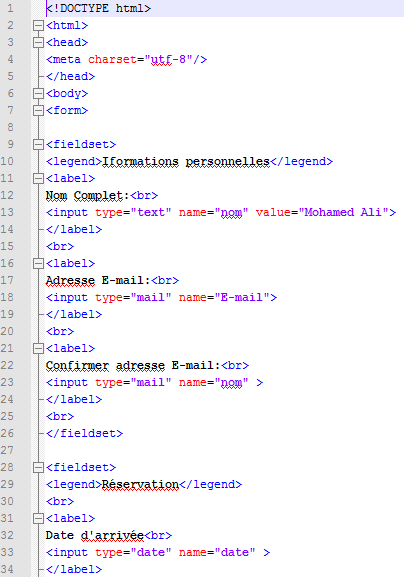 1 <!DOCTYPE html>
2 <html>
3 <head>
4 <meta charset="utf-8"/>
5 </head>
6 <body>
7 <form>
8
9 <fieldset>
10 <legend>Iformations personnelles</legend>
11 <label>
12 Nom Complet:<br>
13 <input type="text" name="nom" value="Mohamed Ali">
14 </label>
15 <br>
16 <label>
17 Adresse E-mail:<br>
18 <input type="mail" name="E-mail">
19 </label>
20 <br>
21 <label>
22 Confirmer adresse E-mail:<br>
23 <input type="mail" name="nom" >
24 </label>
25 <br>
26 </fieldset>
27
28 <fieldset>
29 <legend>Réservation</legend>
30 <br>
31 <label>
32 Date d'arrivée<br>
33 <input type="date" name="date" >
34 </label>